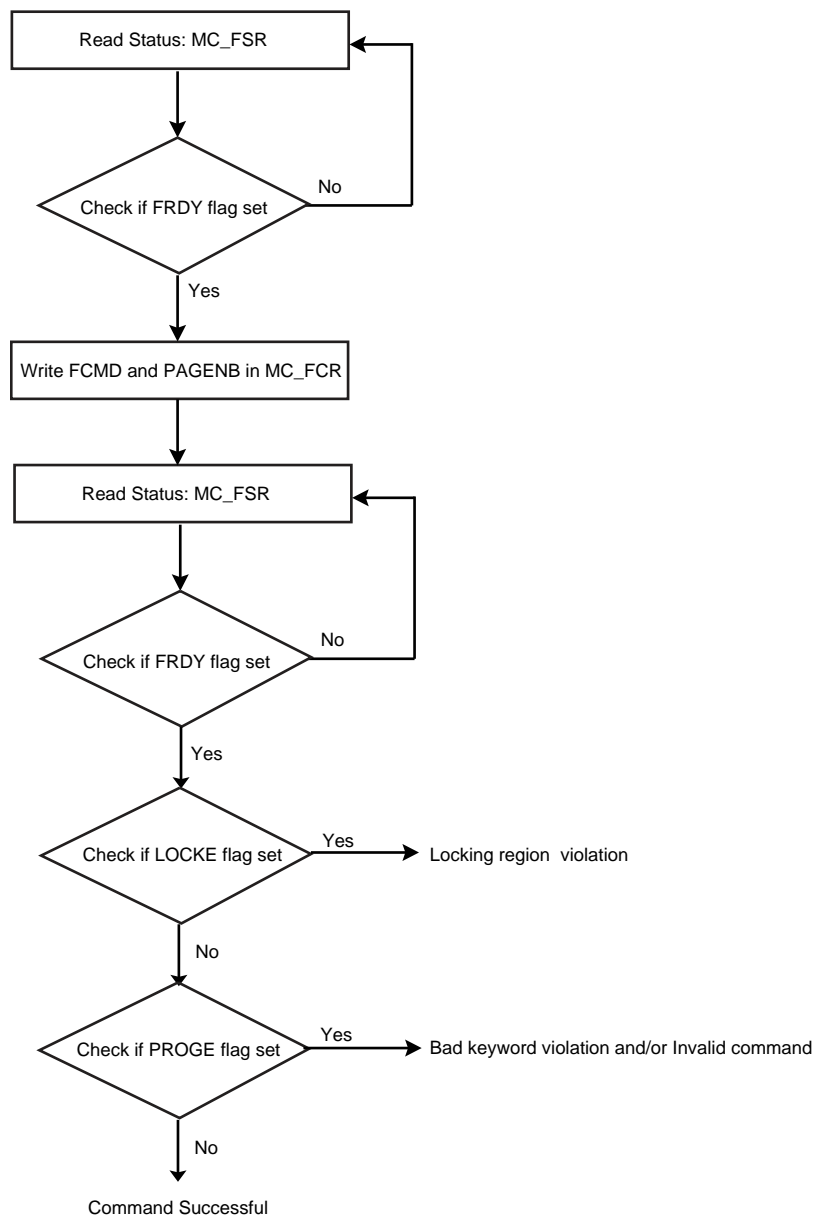 Read Status: MC_FSR
No
Check if FRDY flag set
Yes
Write FCMD and PAGENB in MC_FCR
Read Status: MC_FSR
No
Check if FRDY flag set
Yes
Yes
Check if LOCKE flag set
Locking region violation
No
Yes
Check if PROGE flag set
Bad keyword violation and/or Invalid command
No
Command Successful